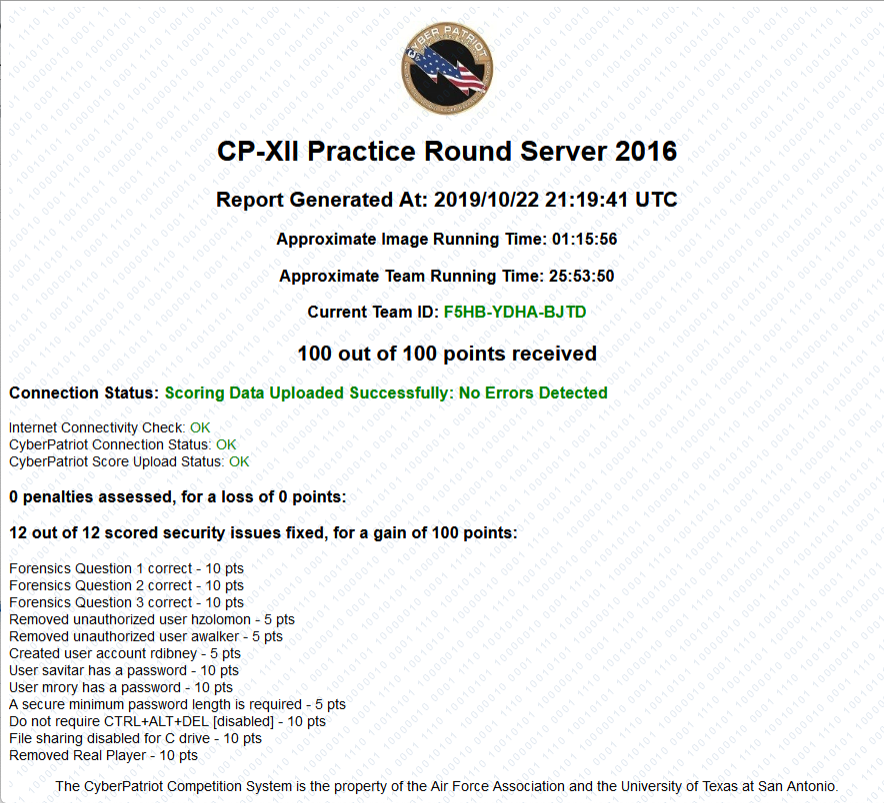 CYBER PATRIOT
CP-XII Practice Round Server 2016
Report Generated At: 2019/10/22 21:19:41 UTC
Approximate Image Running Time: 01:15:56
Approximate Team Running Time: 25:53:50
Current Team ID: F5HB-YDHA-BJTD
100 out of 100 points received
Connection Status: Scoring Data Uploaded Successfully: No Errors Detected
Internet Connectivity Check: OK
CyberPatriot Connection Status: OK
CyberPatriot Score Upload Status: OK
0 penalties assessed, for a loss of 0 points:
12 out of 12 scored security issues fixed, for a gain of 100 points:
Forensics Question 1 correct - 10 pts
Forensics Question 2 correct - 10 pts
Forensics Question 3 correct - 10 pts
Removed unauthorized user hzolomon - 5 pts
Removed unauthorized user awalker - 5 pts
Created user account rdibney - 5 pts
User savitar has a password - 10 pts
User mrory has a password - 10 pts
A secure minimum password length is required - 5 pts
Do not require CTRL+ALT+DEL [disabled] - 10 pts
File sharing disabled for C drive - 10 pts
Removed Real Player - 10 pts
The CyberPatriot Competition System is the property of the Air Force Association and the University of Texas at San Antonio.